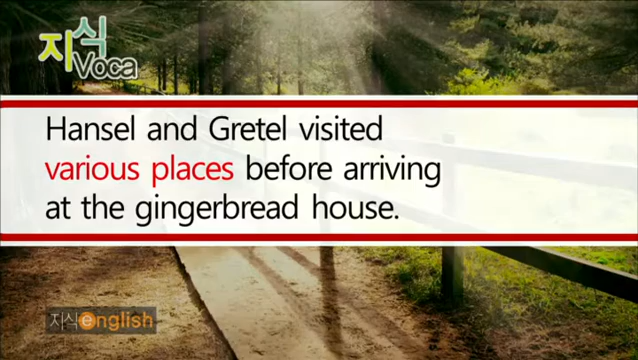 지식
Voca
Hansel and Gretel visited
various places before arriving
at the gingerbread house.
지식english